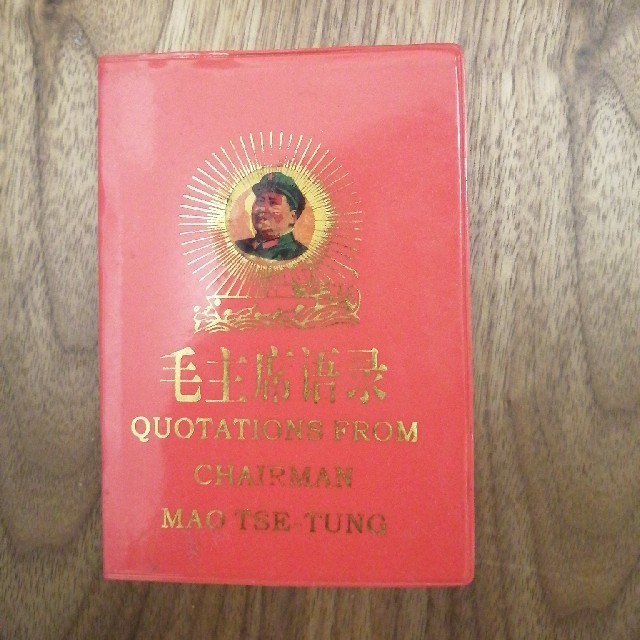 毛主席语录
QUOTATIONS FROM
CHAIRMAN
MAO TSE-TUNG